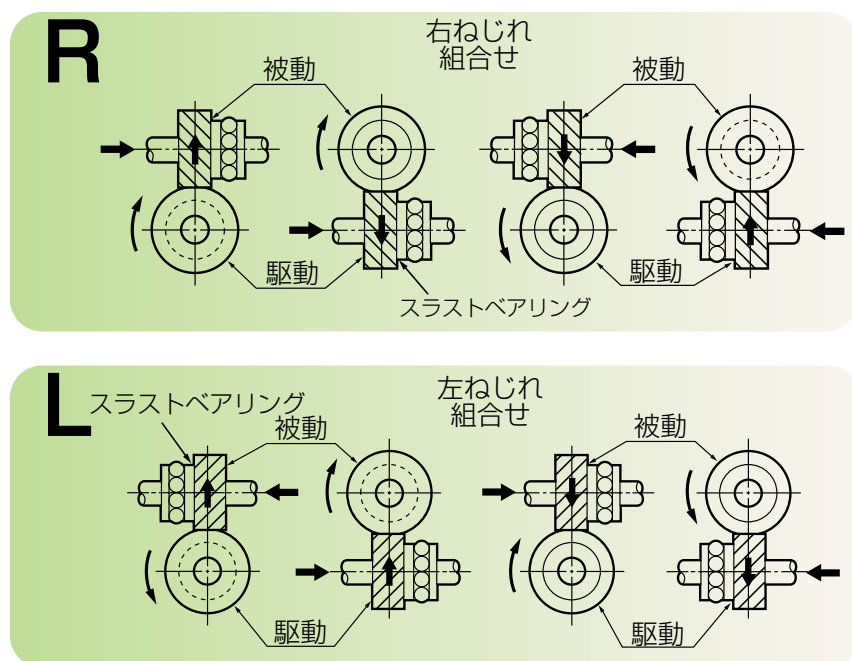 R
右ねじれ
組合せ
被動
被動
駆動
駆動
スラストベアリング
L
左ねじれ
組合せ
スラストベアリング
被動
被動
駆動
駆動